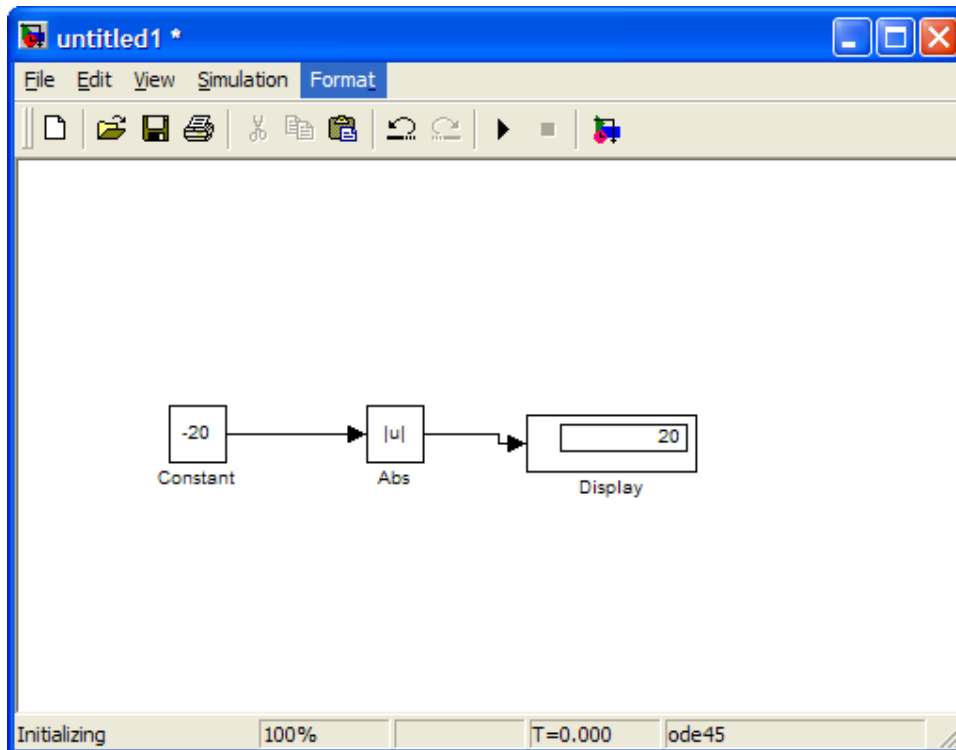 untitled1 *
File Edit View Simulation Format
-20 |u| 20
Constant Abs Display
Initializing 100% T=0.000 ode45